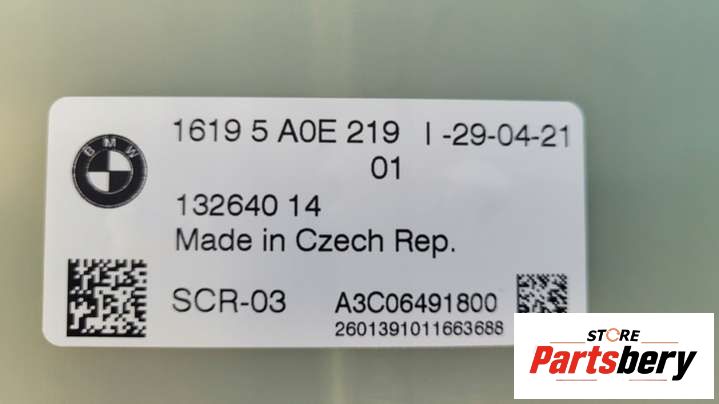 BMW
1619 5 A0E 219 I -29-04-21
01
132640 14
Made in Czech Rep.
SCR-03 A3C06491800
2601391011663688
STORE
Partsbery